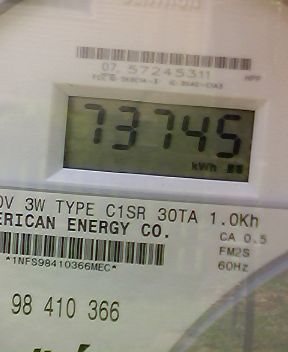 07 57245311
HPP
73745
kWh
0V 3W TYPE C1SR 30TA 1.0Kh
ERICAN ENERGY CO.
CA 0.5
FM2S
*1NFS98410366MEC*
60Hz
98 410 366